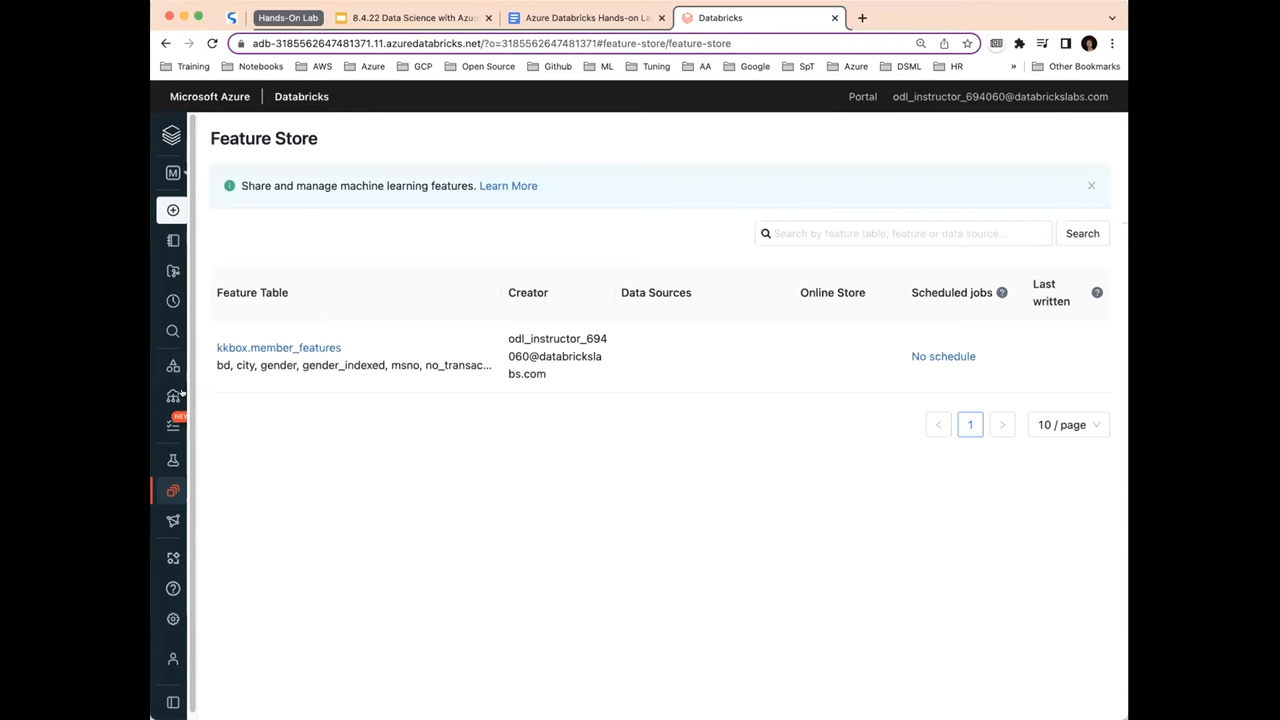 Hands-On Lab
8.4.22 Data Science with Azur
Azure Databricks Hands-on La
Databricks
adb-3185562647481371.11.azuredatabricks.net/?o=3185562647481371#feature-store/feature-store
Training Notebooks AWS Azure GCP Open Source Github ML Tuning AA Google SpT Azure DSML HR » Other Bookmarks
Microsoft Azure Databricks Portal odl_instructor_694060@databrickslabs.com
Feature Store
M
Share and manage machine learning features. Learn More
Search by feature table, feature or data source... Search
Feature Table Creator Data Sources Online Store Scheduled jobs Last
written
kkbox.member_features
bd, city, gender, gender_indexed, msno, no_transac...
odl_instructor_694
060@databricksla
bs.com
No schedule
NEW
1 10 / page